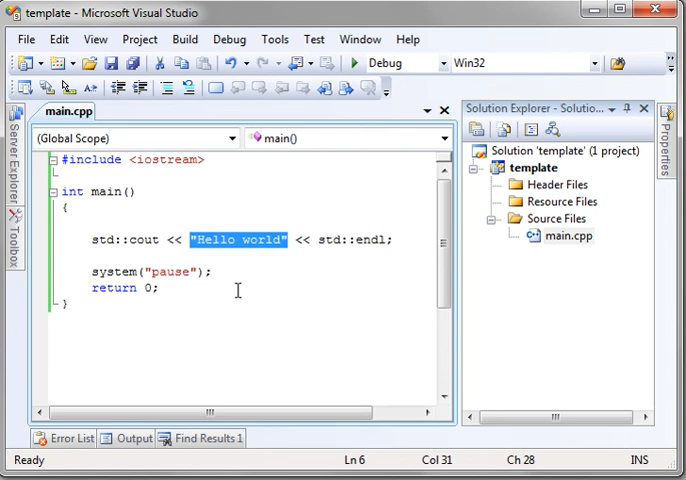 template - Microsoft Visual Studio
File Edit View Project Build Debug Tools Test Window Help
Debug Win32
main.cpp
(Global Scope) main()
#include <iostream>
int main()
{
std::cout << "Hello world" << std::endl;
system("pause");
return 0;
}
Server Explorer
Toolbox
Solution Explorer - Solutio...
Solution 'template' (1 project)
template
Header Files
Resource Files
Source Files
main.cpp
Properties
Error List Output Find Results 1
Ready Ln 6 Col 31 Ch 28 INS